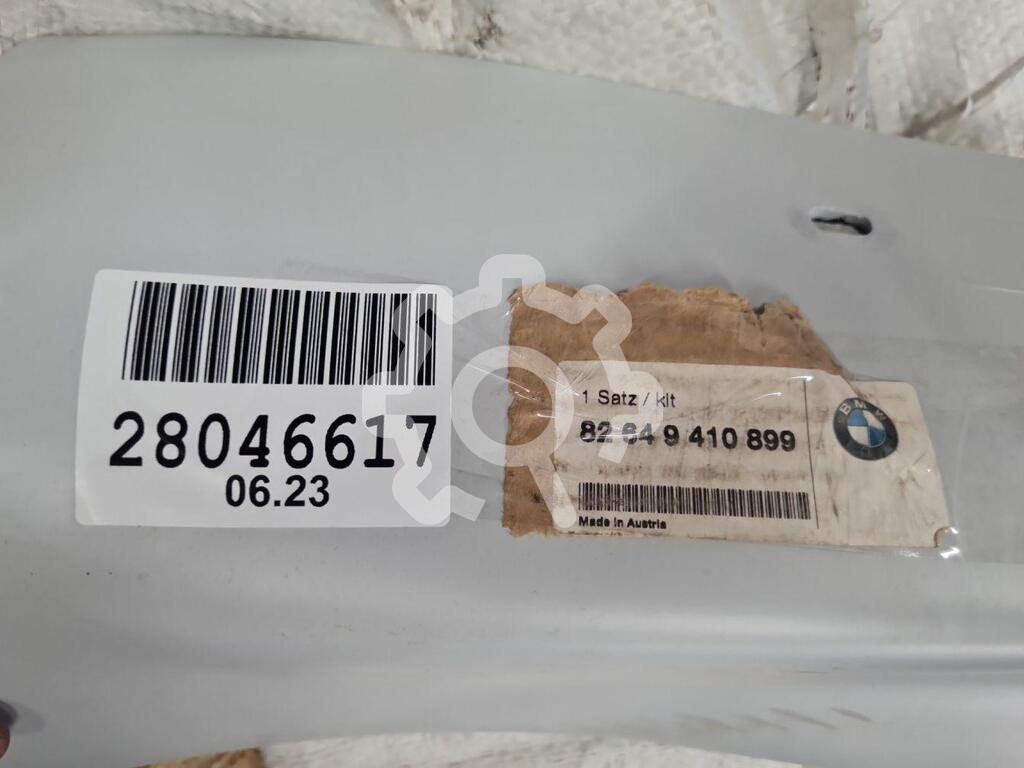 28046617
06.23
1 Satz / kit
82 64 9 410 899
Made in Austria
BMW